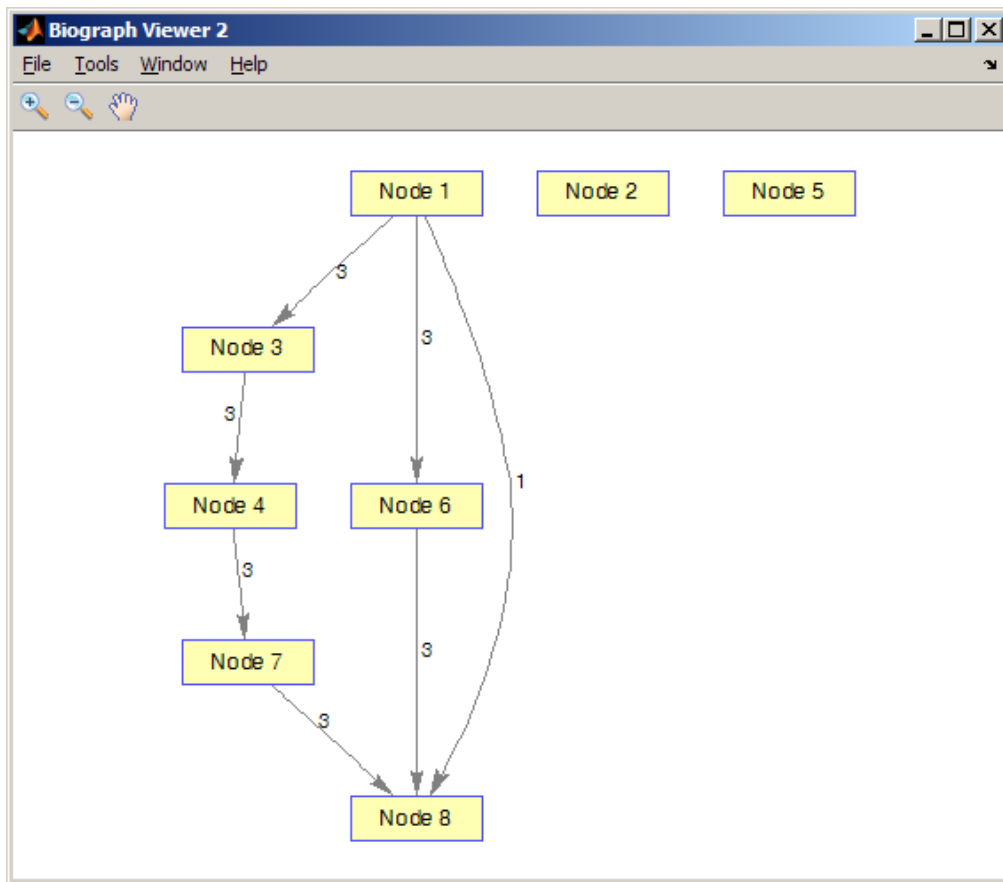 Biograph Viewer 2
File Tools Window Help
Node 1 Node 2 Node 5
3
3
Node 3
3
1
Node 4 Node 6
3
3
Node 7
3
Node 8